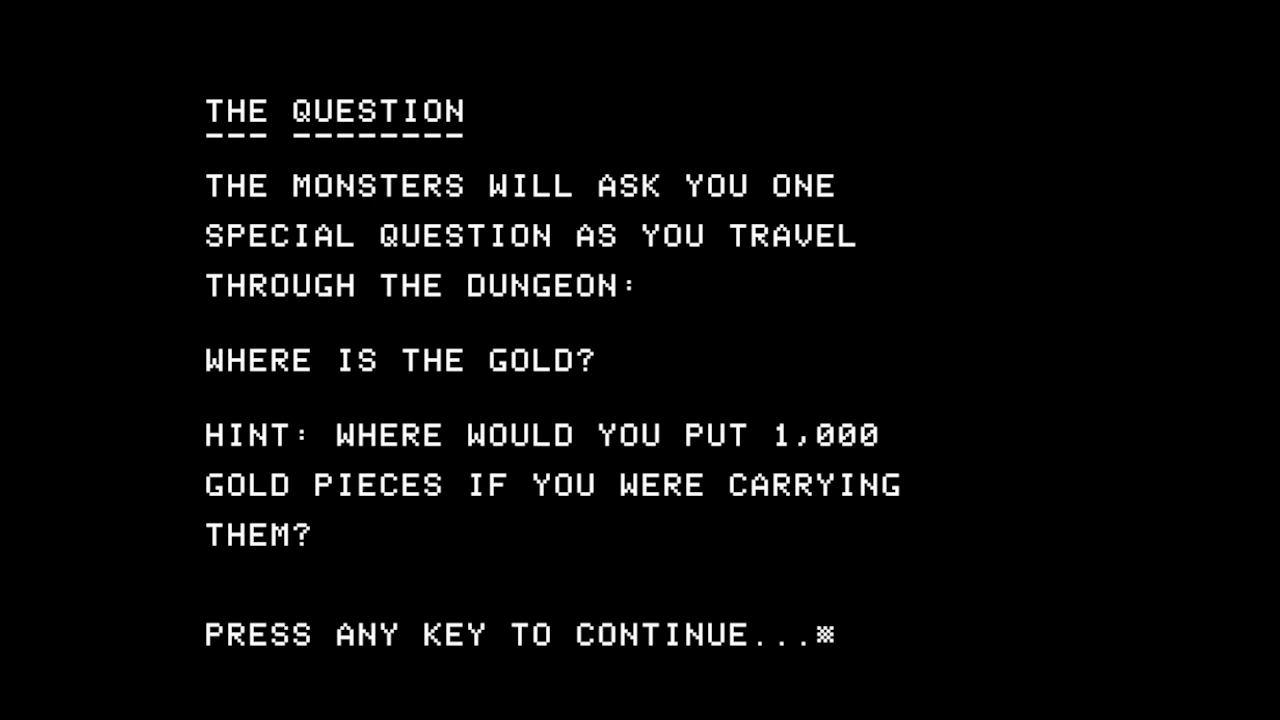 THE QUESTION
--- --------
THE MONSTERS WILL ASK YOU ONE
SPECIAL QUESTION AS YOU TRAVEL
THROUGH THE DUNGEON:
WHERE IS THE GOLD?
HINT: WHERE WOULD YOU PUT 1,000
GOLD PIECES IF YOU WERE CARRYING
THEM?
PRESS ANY KEY TO CONTINUE...